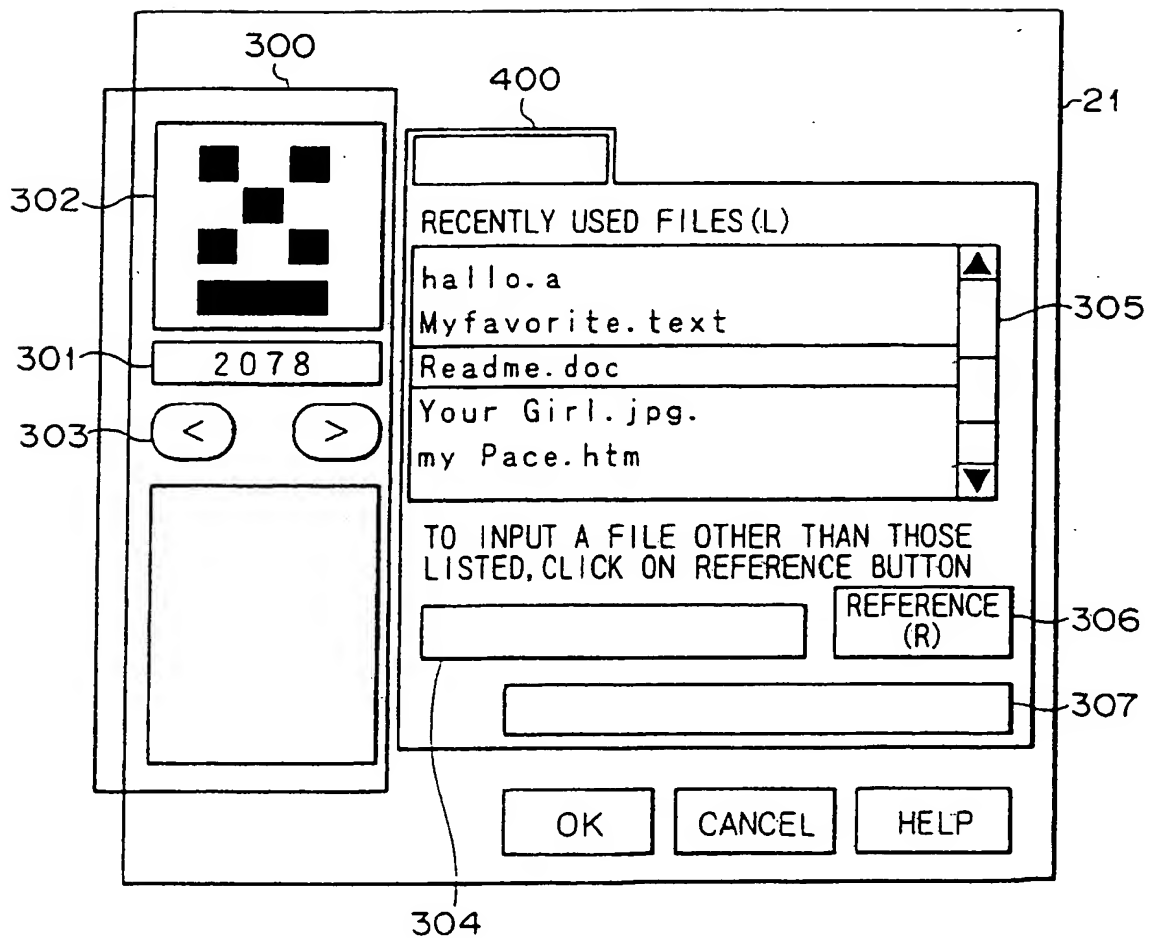 300
400
21
302
RECENTLY USED FILES(L)
hallo.a
Myfavorite.text
305
301
2078
Readme.doc
303
<
>
Your Girl.jpg.
my Pace.htm
TO INPUT A FILE OTHER THAN THOSE
LISTED, CLICK ON REFERENCE BUTTON
REFERENCE
(R)
306
307
OK
CANCEL
HELP
304